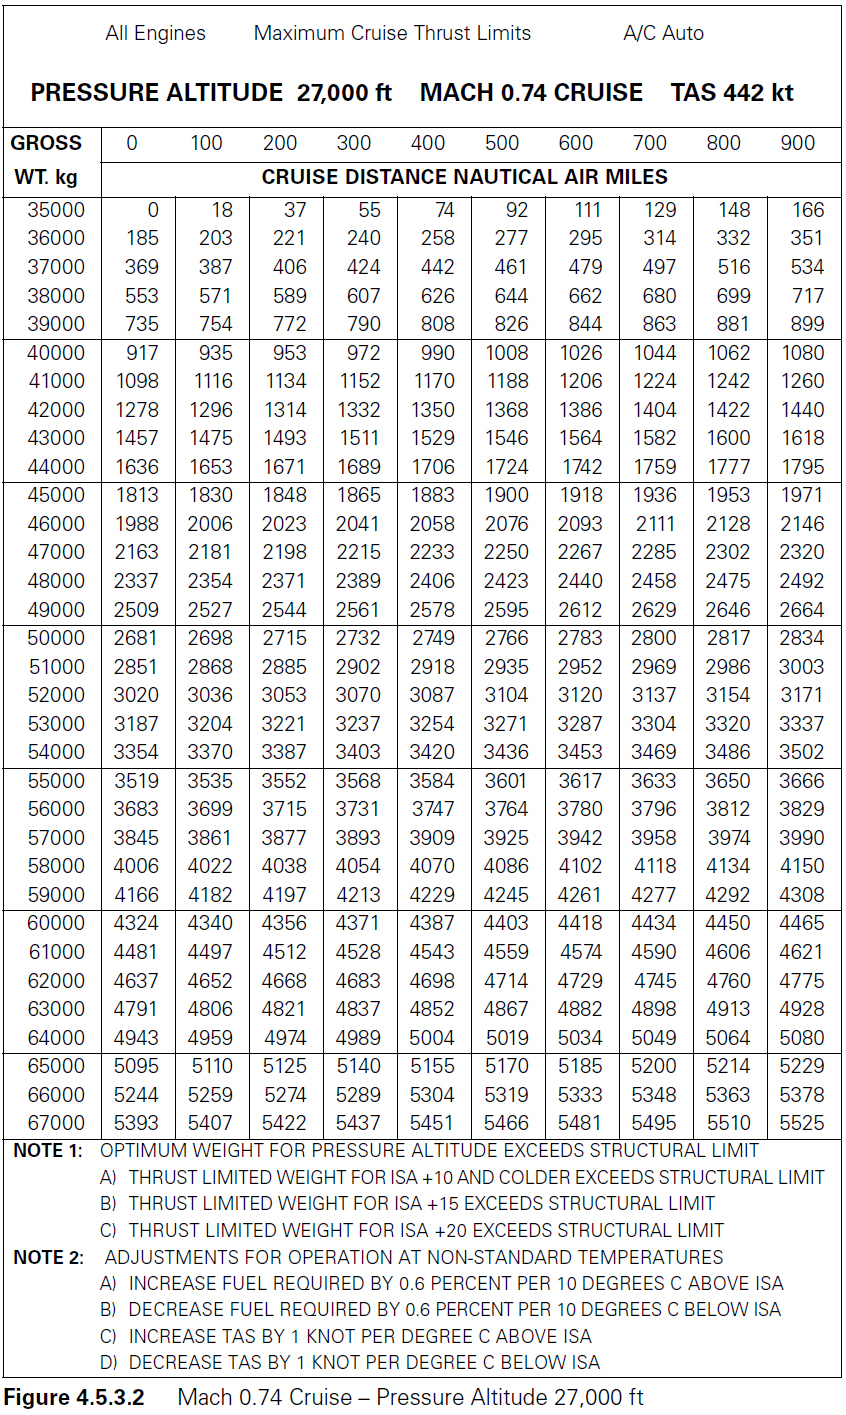 All Engines Maximum Cruise Thrust Limits A/C Auto
PRESSURE ALTITUDE 27,000 ft MACH 0.74 CRUISE TAS 442 kt
GROSS 0 100 200 300 400 500 600 700 800 900
WT. kg CRUISE DISTANCE NAUTICAL AIR MILES
35000 0 18 37 55 74 92 111 129 148 166
36000 185 203 221 240 258 277 295 314 332 351
37000 369 387 406 424 442 461 479 497 516 534
38000 553 571 589 607 626 644 662 680 699 717
39000 735 754 772 790 808 826 844 863 881 899
40000 917 935 953 972 990 1008 1026 1044 1062 1080
41000 1098 1116 1134 1152 1170 1188 1206 1224 1242 1260
42000 1278 1296 1314 1332 1350 1368 1386 1404 1422 1440
43000 1457 1475 1493 1511 1529 1546 1564 1582 1600 1618
44000 1636 1653 1671 1689 1706 1724 1742 1759 1777 1795
45000 1813 1830 1848 1865 1883 1900 1918 1936 1953 1971
46000 1988 2006 2023 2041 2058 2076 2093 2111 2128 2146
47000 2163 2181 2198 2215 2233 2250 2267 2285 2302 2320
48000 2337 2354 2371 2389 2406 2423 2440 2458 2475 2492
49000 2509 2527 2544 2561 2578 2595 2612 2629 2646 2664
50000 2681 2698 2715 2732 2749 2766 2783 2800 2817 2834
51000 2851 2868 2885 2902 2918 2935 2952 2969 2986 3003
52000 3020 3036 3053 3070 3087 3104 3120 3137 3154 3171
53000 3187 3204 3221 3237 3254 3271 3287 3304 3320 3337
54000 3354 3370 3387 3403 3420 3436 3453 3469 3486 3502
55000 3519 3535 3552 3568 3584 3601 3617 3633 3650 3666
56000 3683 3699 3715 3731 3747 3764 3780 3796 3812 3829
57000 3845 3861 3877 3893 3909 3925 3942 3958 3974 3990
58000 4006 4022 4038 4054 4070 4086 4102 4118 4134 4150
59000 4166 4182 4197 4213 4229 4245 4261 4277 4292 4308
60000 4324 4340 4356 4371 4387 4403 4418 4434 4450 4465
61000 4481 4497 4512 4528 4543 4559 4574 4590 4606 4621
62000 4637 4652 4668 4683 4698 4714 4729 4745 4760 4775
63000 4791 4806 4821 4837 4852 4867 4882 4898 4913 4928
64000 4943 4959 4974 4989 5004 5019 5034 5049 5064 5080
65000 5095 5110 5125 5140 5155 5170 5185 5200 5214 5229
66000 5244 5259 5274 5289 5304 5319 5333 5348 5363 5378
67000 5393 5407 5422 5437 5451 5466 5481 5495 5510 5525
NOTE 1: OPTIMUM WEIGHT FOR PRESSURE ALTITUDE EXCEEDS STRUCTURAL LIMIT
A) THRUST LIMITED WEIGHT FOR ISA +10 AND COLDER EXCEEDS STRUCTURAL LIMIT
B) THRUST LIMITED WEIGHT FOR ISA +15 EXCEEDS STRUCTURAL LIMIT
C) THRUST LIMITED WEIGHT FOR ISA +20 EXCEEDS STRUCTURAL LIMIT
NOTE 2: ADJUSTMENTS FOR OPERATION AT NON-STANDARD TEMPERATURES
A) INCREASE FUEL REQUIRED BY 0.6 PERCENT PER 10 DEGREES C ABOVE ISA
B) DECREASE FUEL REQUIRED BY 0.6 PERCENT PER 10 DEGREES C BELOW ISA
C) INCREASE TAS BY 1 KNOT PER DEGREE C ABOVE ISA
D) DECREASE TAS BY 1 KNOT PER DEGREE C BELOW ISA
Figure 4.5.3.2 Mach 0.74 Cruise – Pressure Altitude 27,000 ft